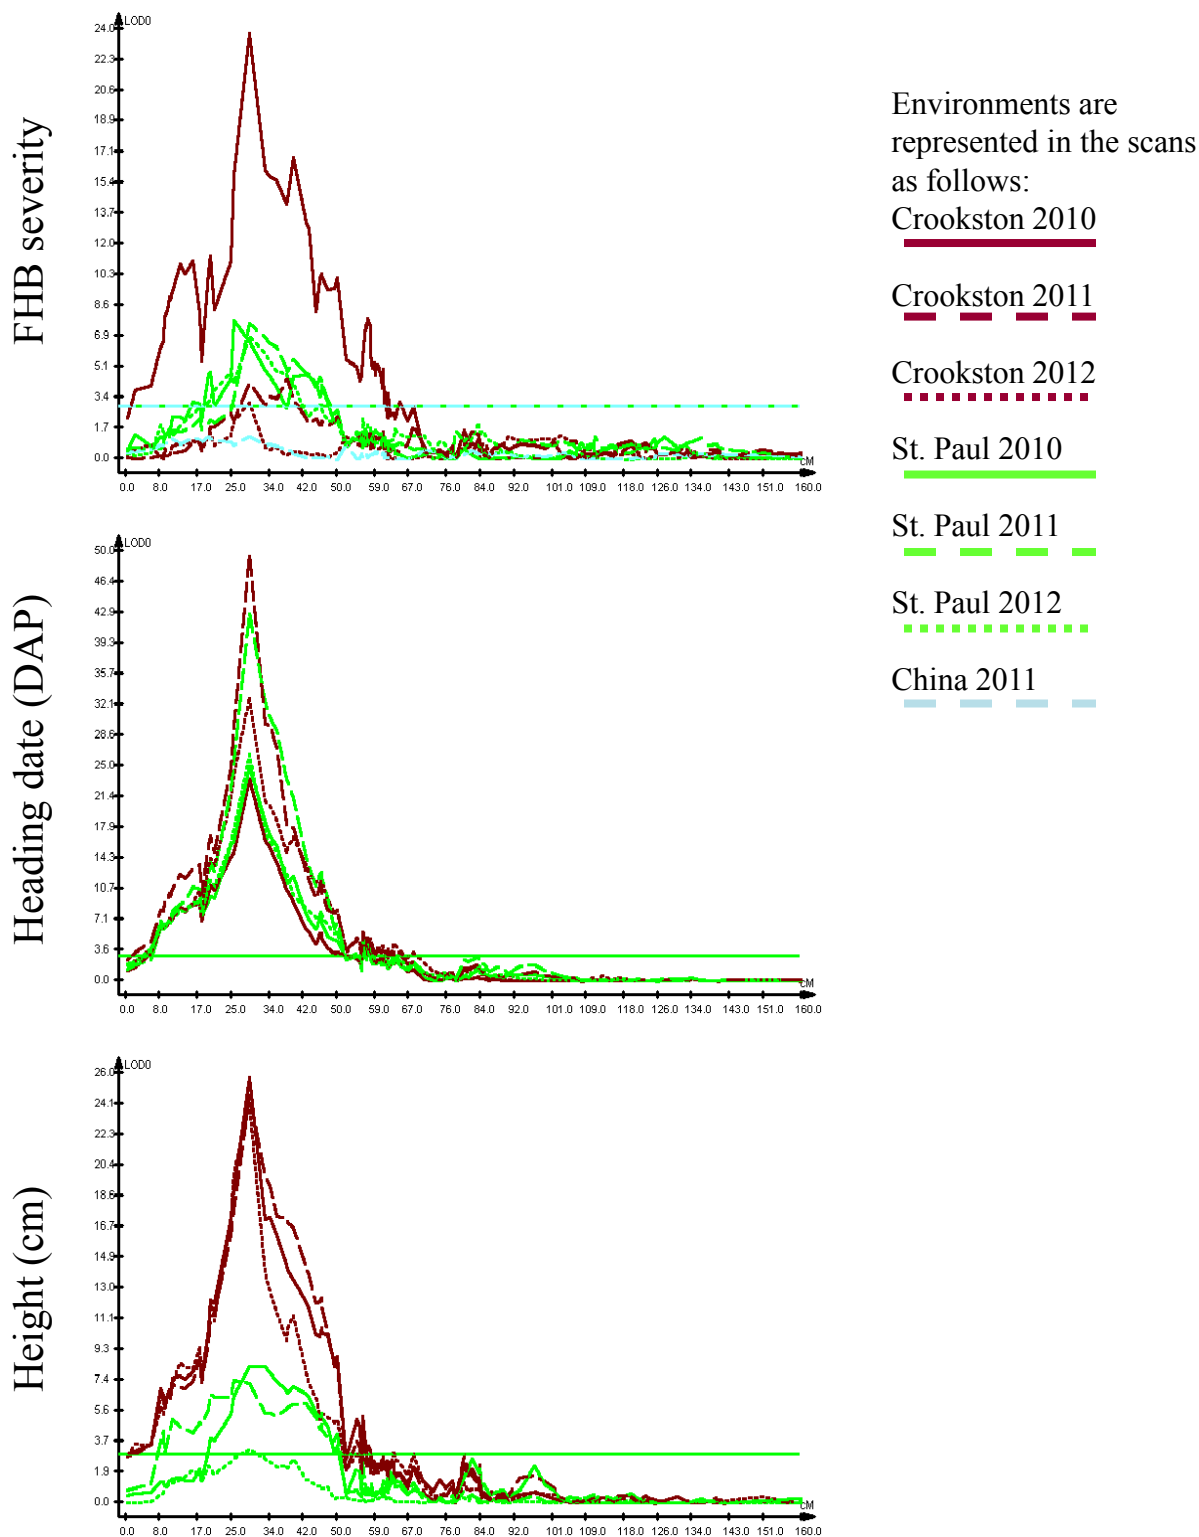 FHB severity
LOD0
24.0
22.3
20.6
18.9
17.1
15.4
13.7
12.0
10.3
8.6
6.9
5.1
3.4
1.7
0.0
CM
0.0 8.0 17.0 25.0 34.0 42.0 50.0 59.0 67.0 76.0 84.0 92.0 101.0 109.0 118.0 126.0 134.0 143.0 151.0 160.0
Environments are
represented in the scans
as follows:
Crookston 2010
Crookston 2011
Crookston 2012
St. Paul 2010
St. Paul 2011
St. Paul 2012
China 2011
Heading date (DAP)
LOD0
50.0
46.4
42.9
39.3
35.7
32.1
28.6
25.0
21.4
17.9
14.3
10.7
7.1
3.6
0.0
CM
0.0 8.0 17.0 25.0 34.0 42.0 50.0 59.0 67.0 76.0 84.0 92.0 101.0 109.0 118.0 126.0 134.0 143.0 151.0 160.0
Height (cm)
LOD0
26.0
24.1
22.3
20.4
18.6
16.7
14.9
13.0
11.1
9.3
7.4
5.6
3.7
1.9
0.0
CM
0.0 8.0 17.0 25.0 34.0 42.0 50.0 59.0 67.0 76.0 84.0 92.0 101.0 109.0 118.0 126.0 134.0 143.0 151.0 160.0